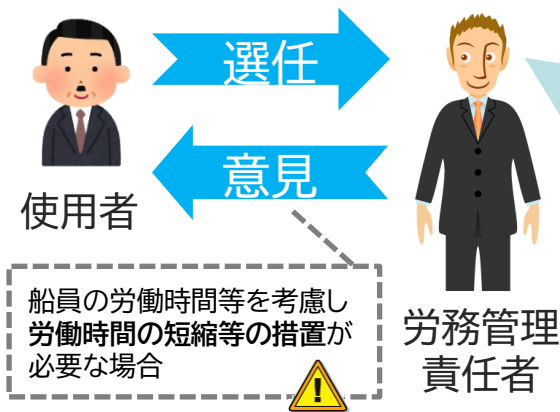 選任
意見
使用者
船員の労働時間等を考慮し
労働時間の短縮等の措置が
必要な場合
労務管理
責任者